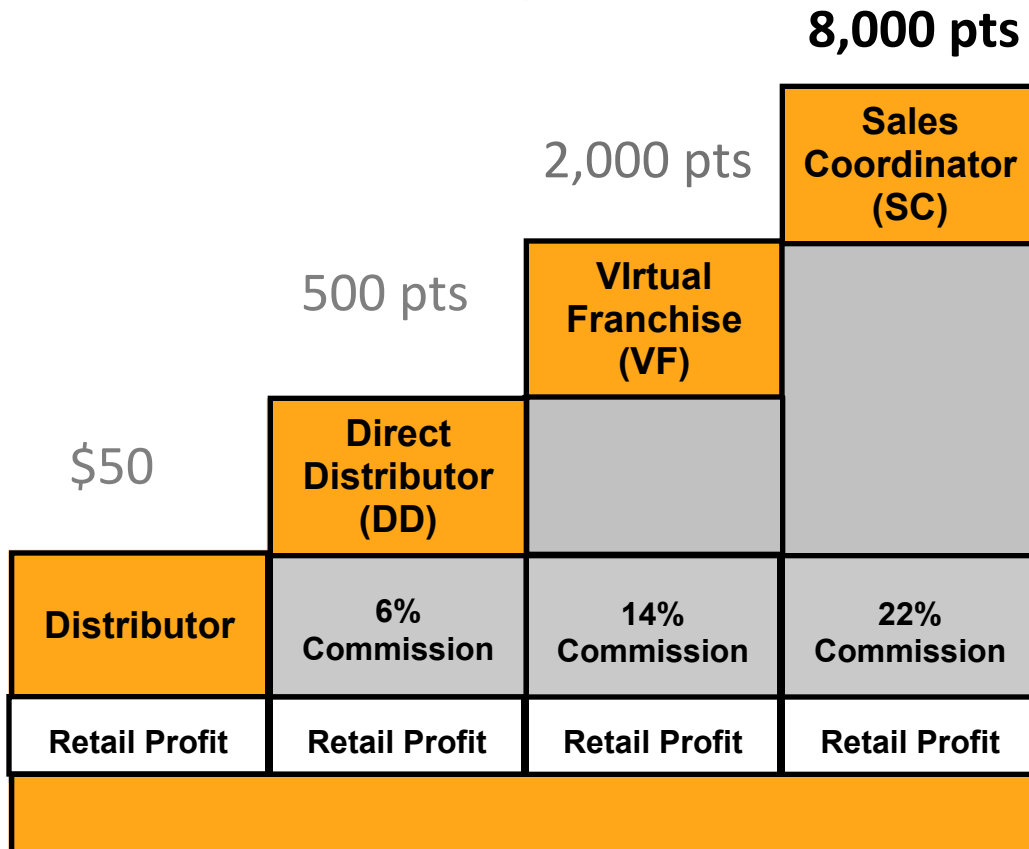 8,000 pts
Sales
Coordinator
(SC)
2,000 pts
VIrtual
Franchise
(VF)
500 pts
Direct
Distributor
(DD)
$50
Distributor
6%
Commission
14%
Commission
22%
Commission
Retail Profit
Retail Profit
Retail Profit
Retail Profit